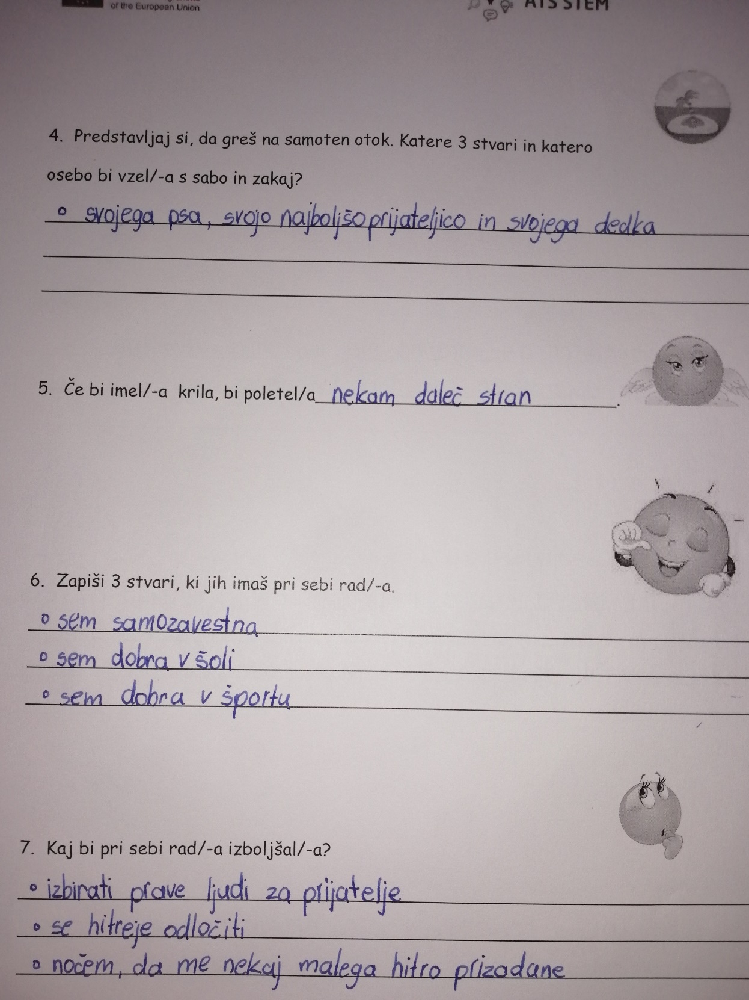 of the European Union
ATS STEM
4. Predstavljaj si, da greš na samoten otok. Katere 3 stvari in katero
osebo bi vzel/-a s sabo in zakaj?
° svojega psa, svojo najboljšo prijateljico in svojega dedka
5. Če bi imel/-a krila, bi poletel/a nekam daleč stran.
6. Zapiši 3 stvari, ki jih imaš pri sebi rad/-a.
° sem samozavestna
° sem dobra v šoli
° sem dobra v športu
7. Kaj bi pri sebi rad/-a izboljšal/-a?
° izbirati prave ljudi za prijatelje
° se hitreje odločiti
° nočem, da me nekaj malega hitro prizadane